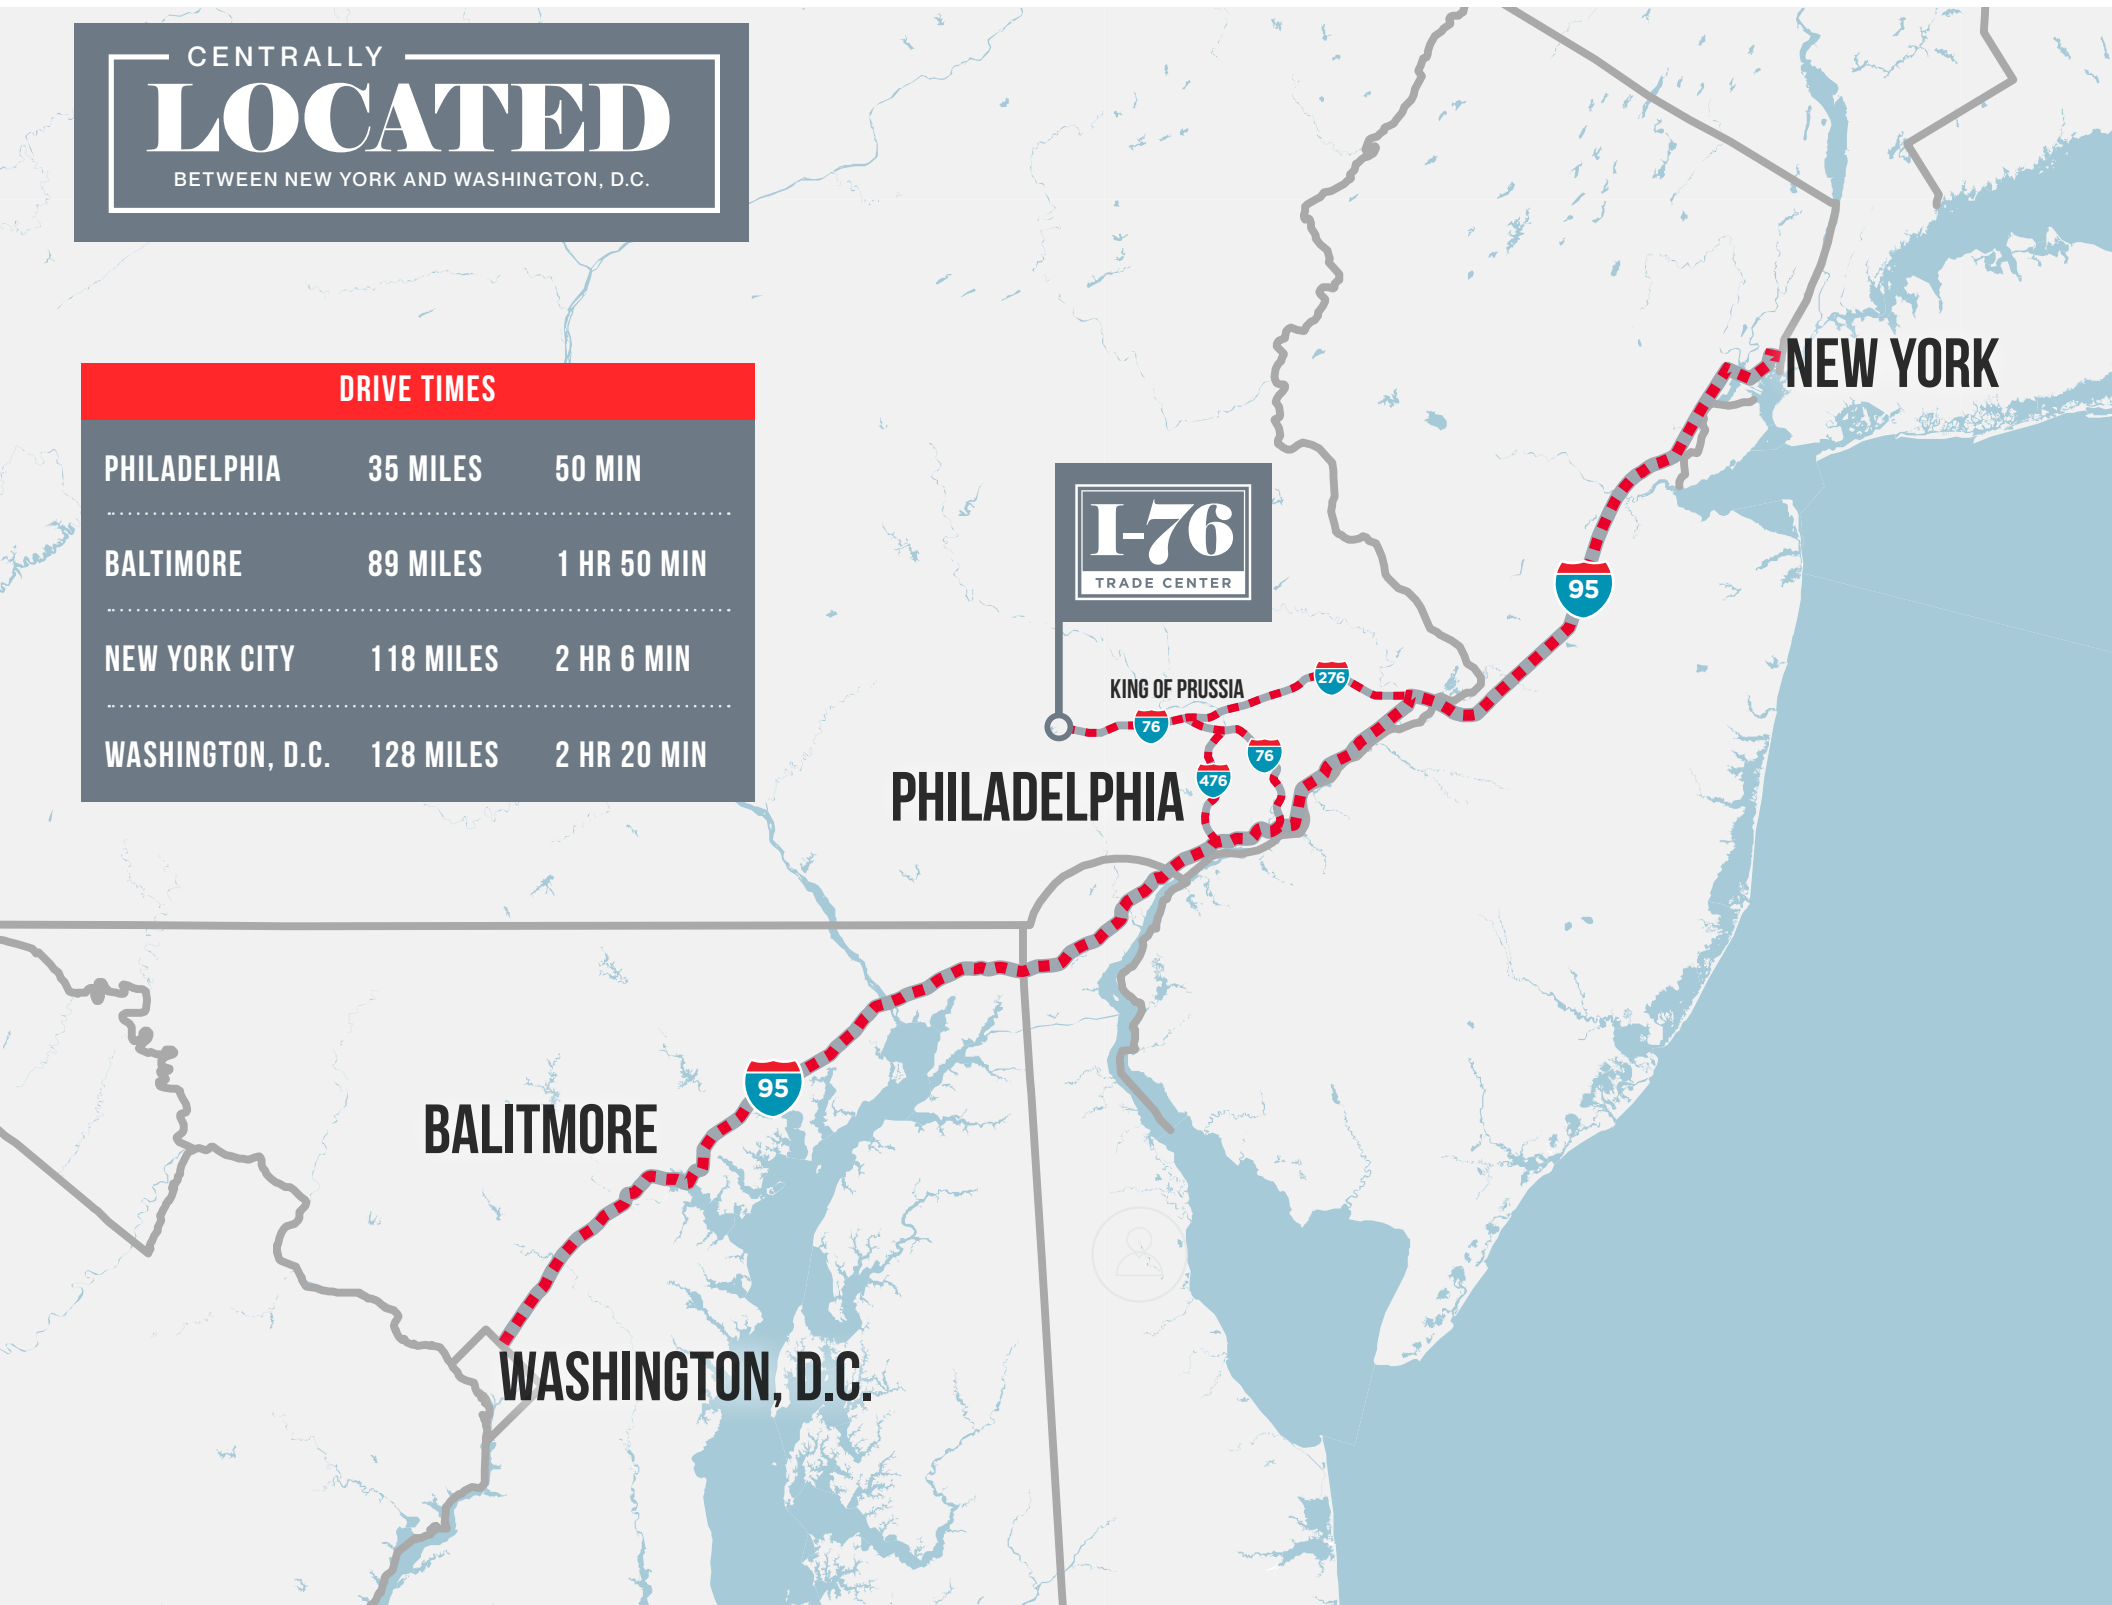 CENTRALLY
LOCATED
BETWEEN NEW YORK AND WASHINGTON, D.C.
DRIVE TIMES
PHILADELPHIA 35 MILES 50 MIN
BALTIMORE 89 MILES 1 HR 50 MIN
NEW YORK CITY 118 MILES 2 HR 6 MIN
WASHINGTON, D.C. 128 MILES 2 HR 20 MIN
NEW YORK
I-76
TRADE CENTER
95
KING OF PRUSSIA
276
76
76
476
PHILADELPHIA
95
BALITMORE
WASHINGTON, D.C.